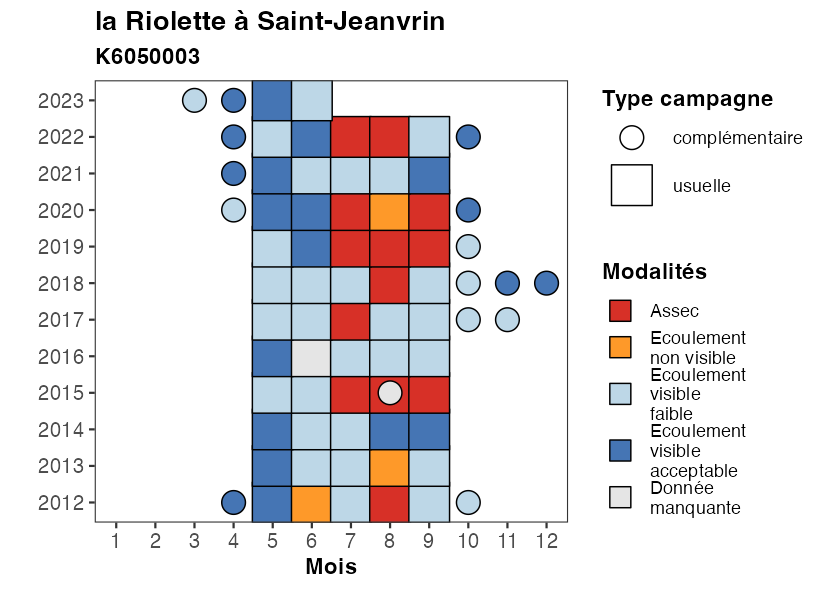 la Riolette à Saint-Jeanvrin
K6050003
2023
2022
2021
2020
2019
2018
2017
2016
2015
2014
2013
2012
1 2 3 4 5 6 7 8 9 10 11 12
Mois
Type campagne
complémentaire
usuelle
Modalités
Assec
Ecoulement
non visible
Ecoulement
visible
faible
Ecoulement
visible
acceptable
Donnée
manquante